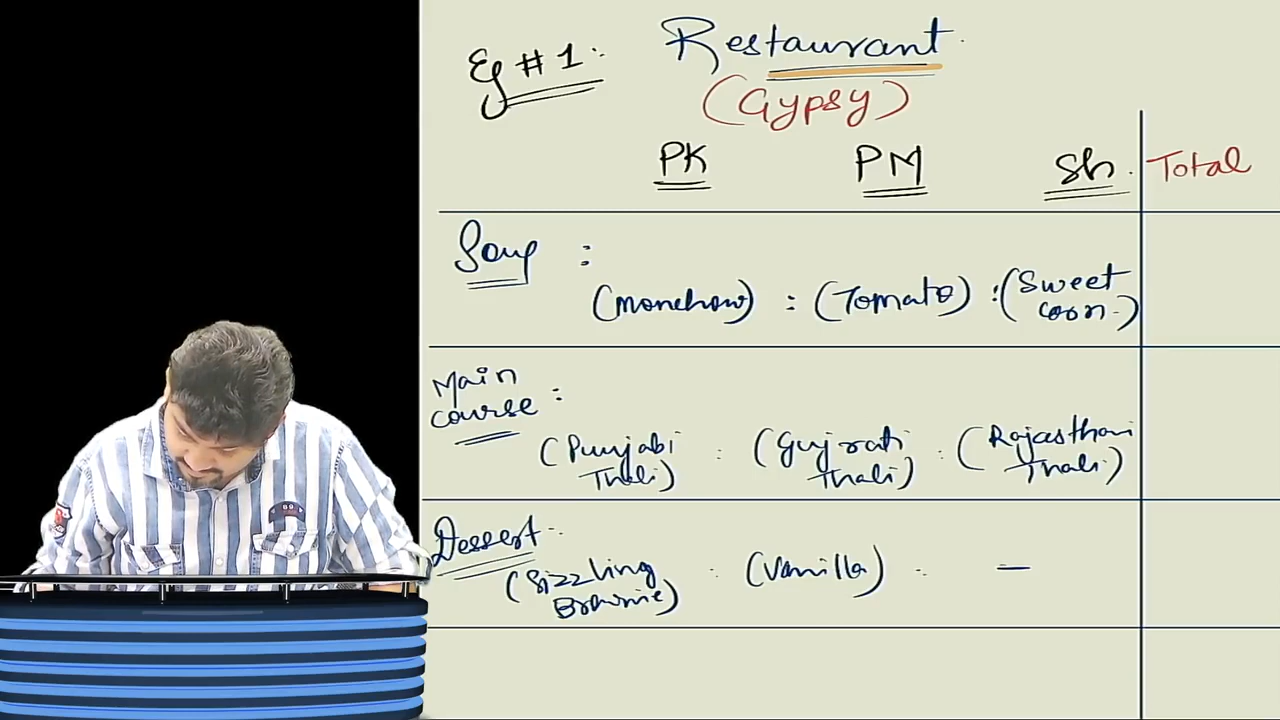 Eg #1: Restaurant
(Gypsy)
PK PM Sh. Total
Soup :
(Monchow) : (Tomato) : (Sweet corn.)
Main course :
(Punjabi Thali) : (Gujrati Thali) : (Rajasthani Thali)
Dessert :
(Sizzling Brownie) : (Vanilla) : —